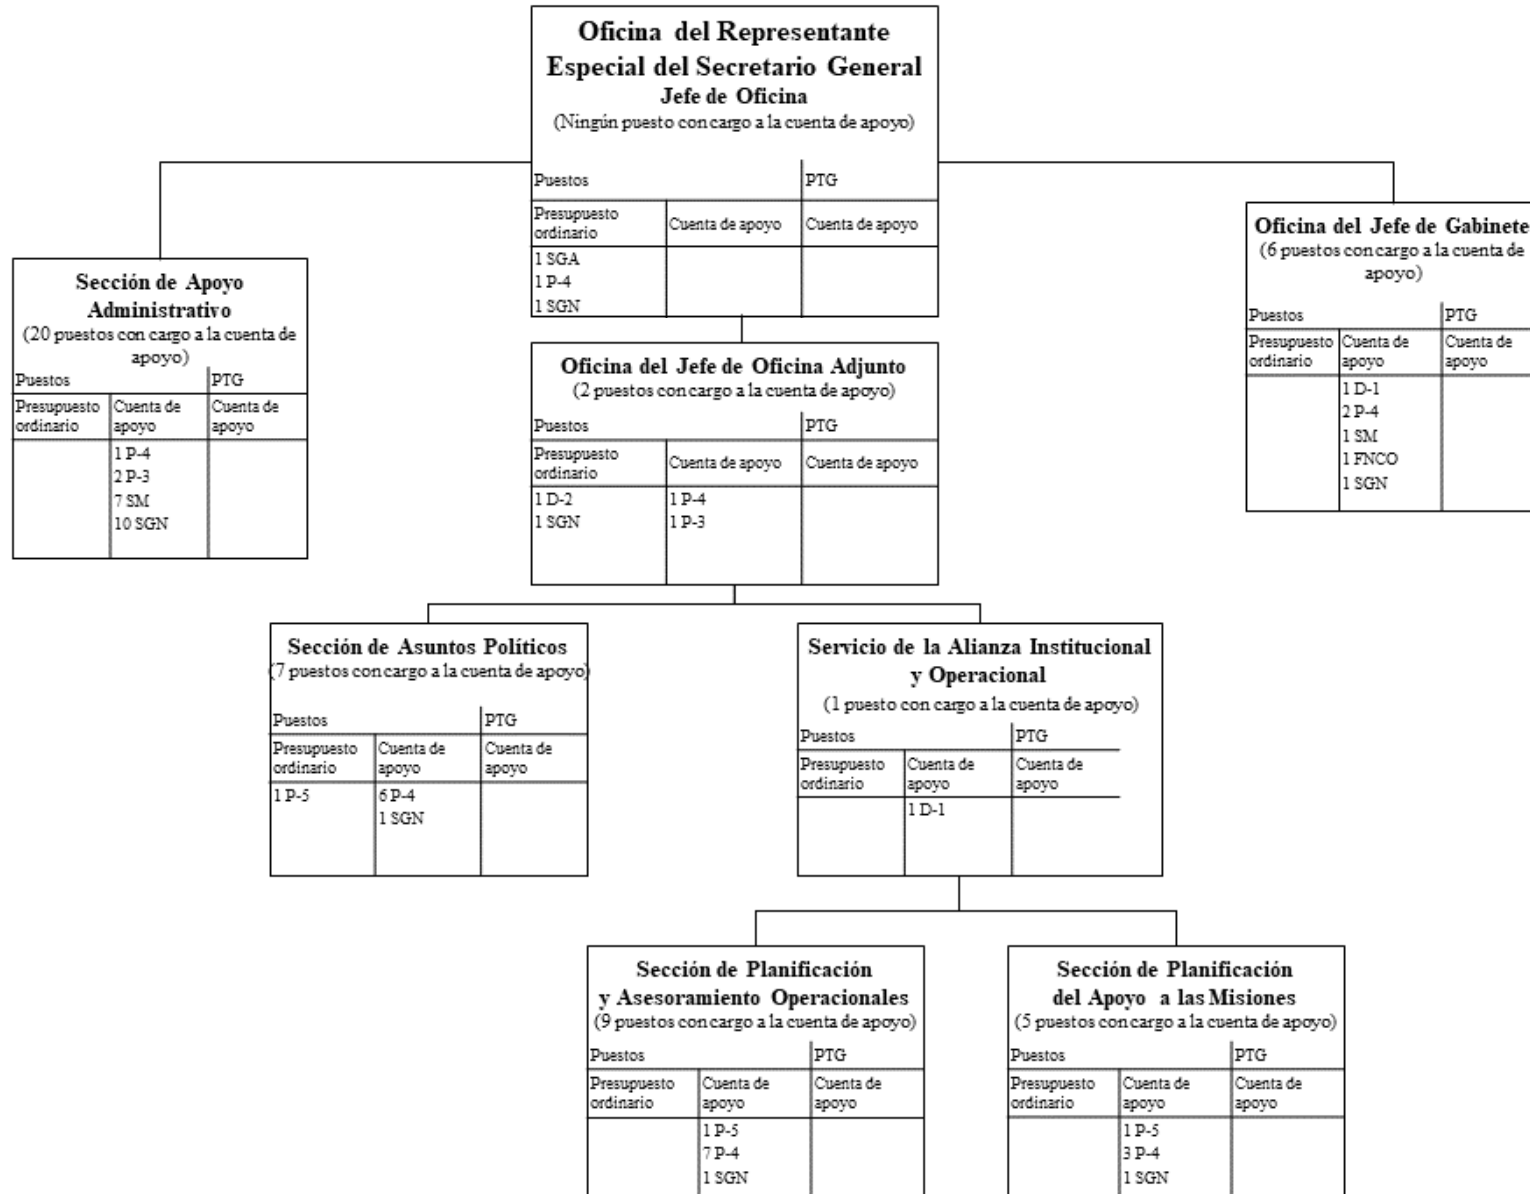 Oficina del Representante
Especial del Secretario General
Jefe de Oficina
(Ningún puesto con cargo a la cuenta de apoyo)
Puestos PTG
Presupuesto
ordinario
Cuenta de apoyo
Cuenta de apoyo
1 SGA
1 P-4
1 SGN
Sección de Apoyo
Administrativo
(20 puestos con cargo a la cuenta de
apoyo)
Puestos PTG
Presupuesto
ordinario
Cuenta de
apoyo
Cuenta de
apoyo
1 P-4
2 P-3
7 SM
10 SGN
Oficina del Jefe de Gabinete
(6 puestos con cargo a la cuenta de
apoyo)
Puestos PTG
Presupuesto
ordinario
Cuenta de
apoyo
Cuenta de
apoyo
1 D-1
2 P-4
1 SM
1 FNCO
1 SGN
Oficina del Jefe de Oficina Adjunto
(2 puestos con cargo a la cuenta de apoyo)
Puestos PTG
Presupuesto
ordinario
Cuenta de apoyo
Cuenta de apoyo
1 D-2
1 SGN
1 P-4
1 P-3
Sección de Asuntos Políticos
(7 puestos con cargo a la cuenta de apoyo)
Puestos PTG
Presupuesto
ordinario
Cuenta de
apoyo
Cuenta de
apoyo
1 P-5
6 P-4
1 SGN
Servicio de la Alianza Institucional
y Operacional
(1 puesto con cargo a la cuenta de apoyo)
Puestos PTG
Presupuesto
ordinario
Cuenta de
apoyo
Cuenta de
apoyo
1 D-1
Sección de Planificación
y Asesoramiento Operacionales
(9 puestos con cargo a la cuenta de apoyo)
Puestos PTG
Presupuesto
ordinario
Cuenta de
apoyo
Cuenta de
apoyo
1 P-5
7 P-4
1 SGN
Sección de Planificación
del Apoyo a las Misiones
(5 puestos con cargo a la cuenta de apoyo)
Puestos PTG
Presupuesto
ordinario
Cuenta de
apoyo
Cuenta de
apoyo
1 P-5
3 P-4
1 SGN